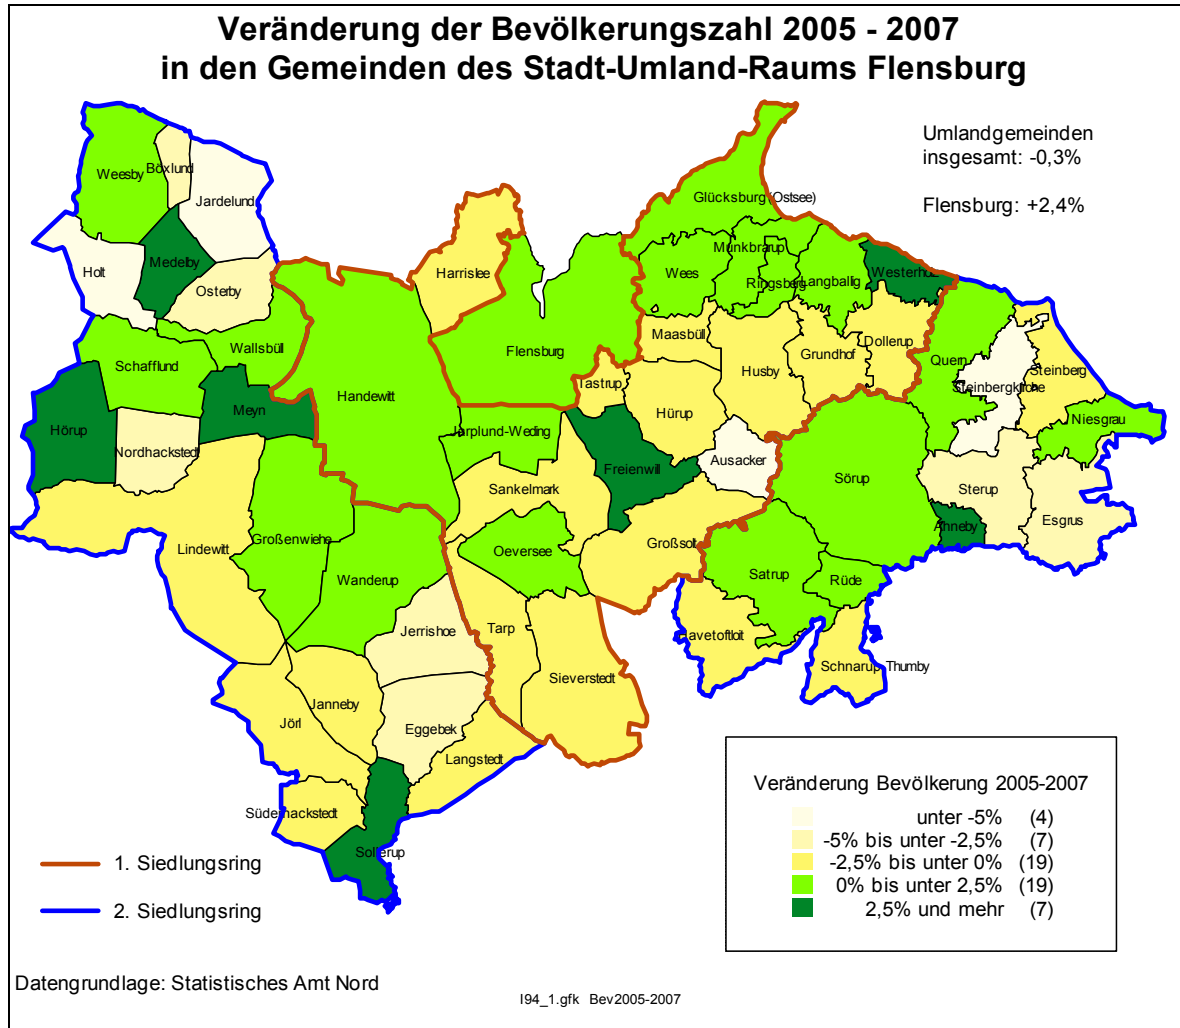 Veränderung der Bevölkerungszahl 2005 - 2007
in den Gemeinden des Stadt-Umland-Raums Flensburg
Umlandgemeinden
insgesamt: -0,3%
Flensburg: +2,4%
Weesby
Böxlund
Jardelund
Holt
Medelby
Osterby
Schafflund
Wallsbüll
Hörup
Meyn
Nordhackstedt
Lindewitt
Großenwiehe
Wanderup
Handewitt
Harrislee
Flensburg
Glücksburg (Ostsee)
Wees
Munkbrarup
Ringsberg
Langballig
Westerholz
Maasbüll
Husby
Grundhof
Dollerup
Quern
Steinbergkirche
Steinberg
Niesgrau
Tastrup
Hürup
Ausacker
Jarplund-Weding
Freienwill
Sankelmark
Oeversee
Großsolt
Sörup
Sterup
Ahneby
Esgrus
Satrup
Rüde
Havetoftloit
Schnarup-Thumby
Jerrishoe
Tarp
Sieverstedt
Janneby
Jörl
Eggebek
Langstedt
Süderhackstedt
Sollerup
Veränderung Bevölkerung 2005-2007
unter -5% (4)
-5% bis unter -2,5% (7)
-2,5% bis unter 0% (19)
0% bis unter 2,5% (19)
2,5% und mehr (7)
1. Siedlungsring
2. Siedlungsring
Datengrundlage: Statistisches Amt Nord
I94_1.gfk Bev2005-2007